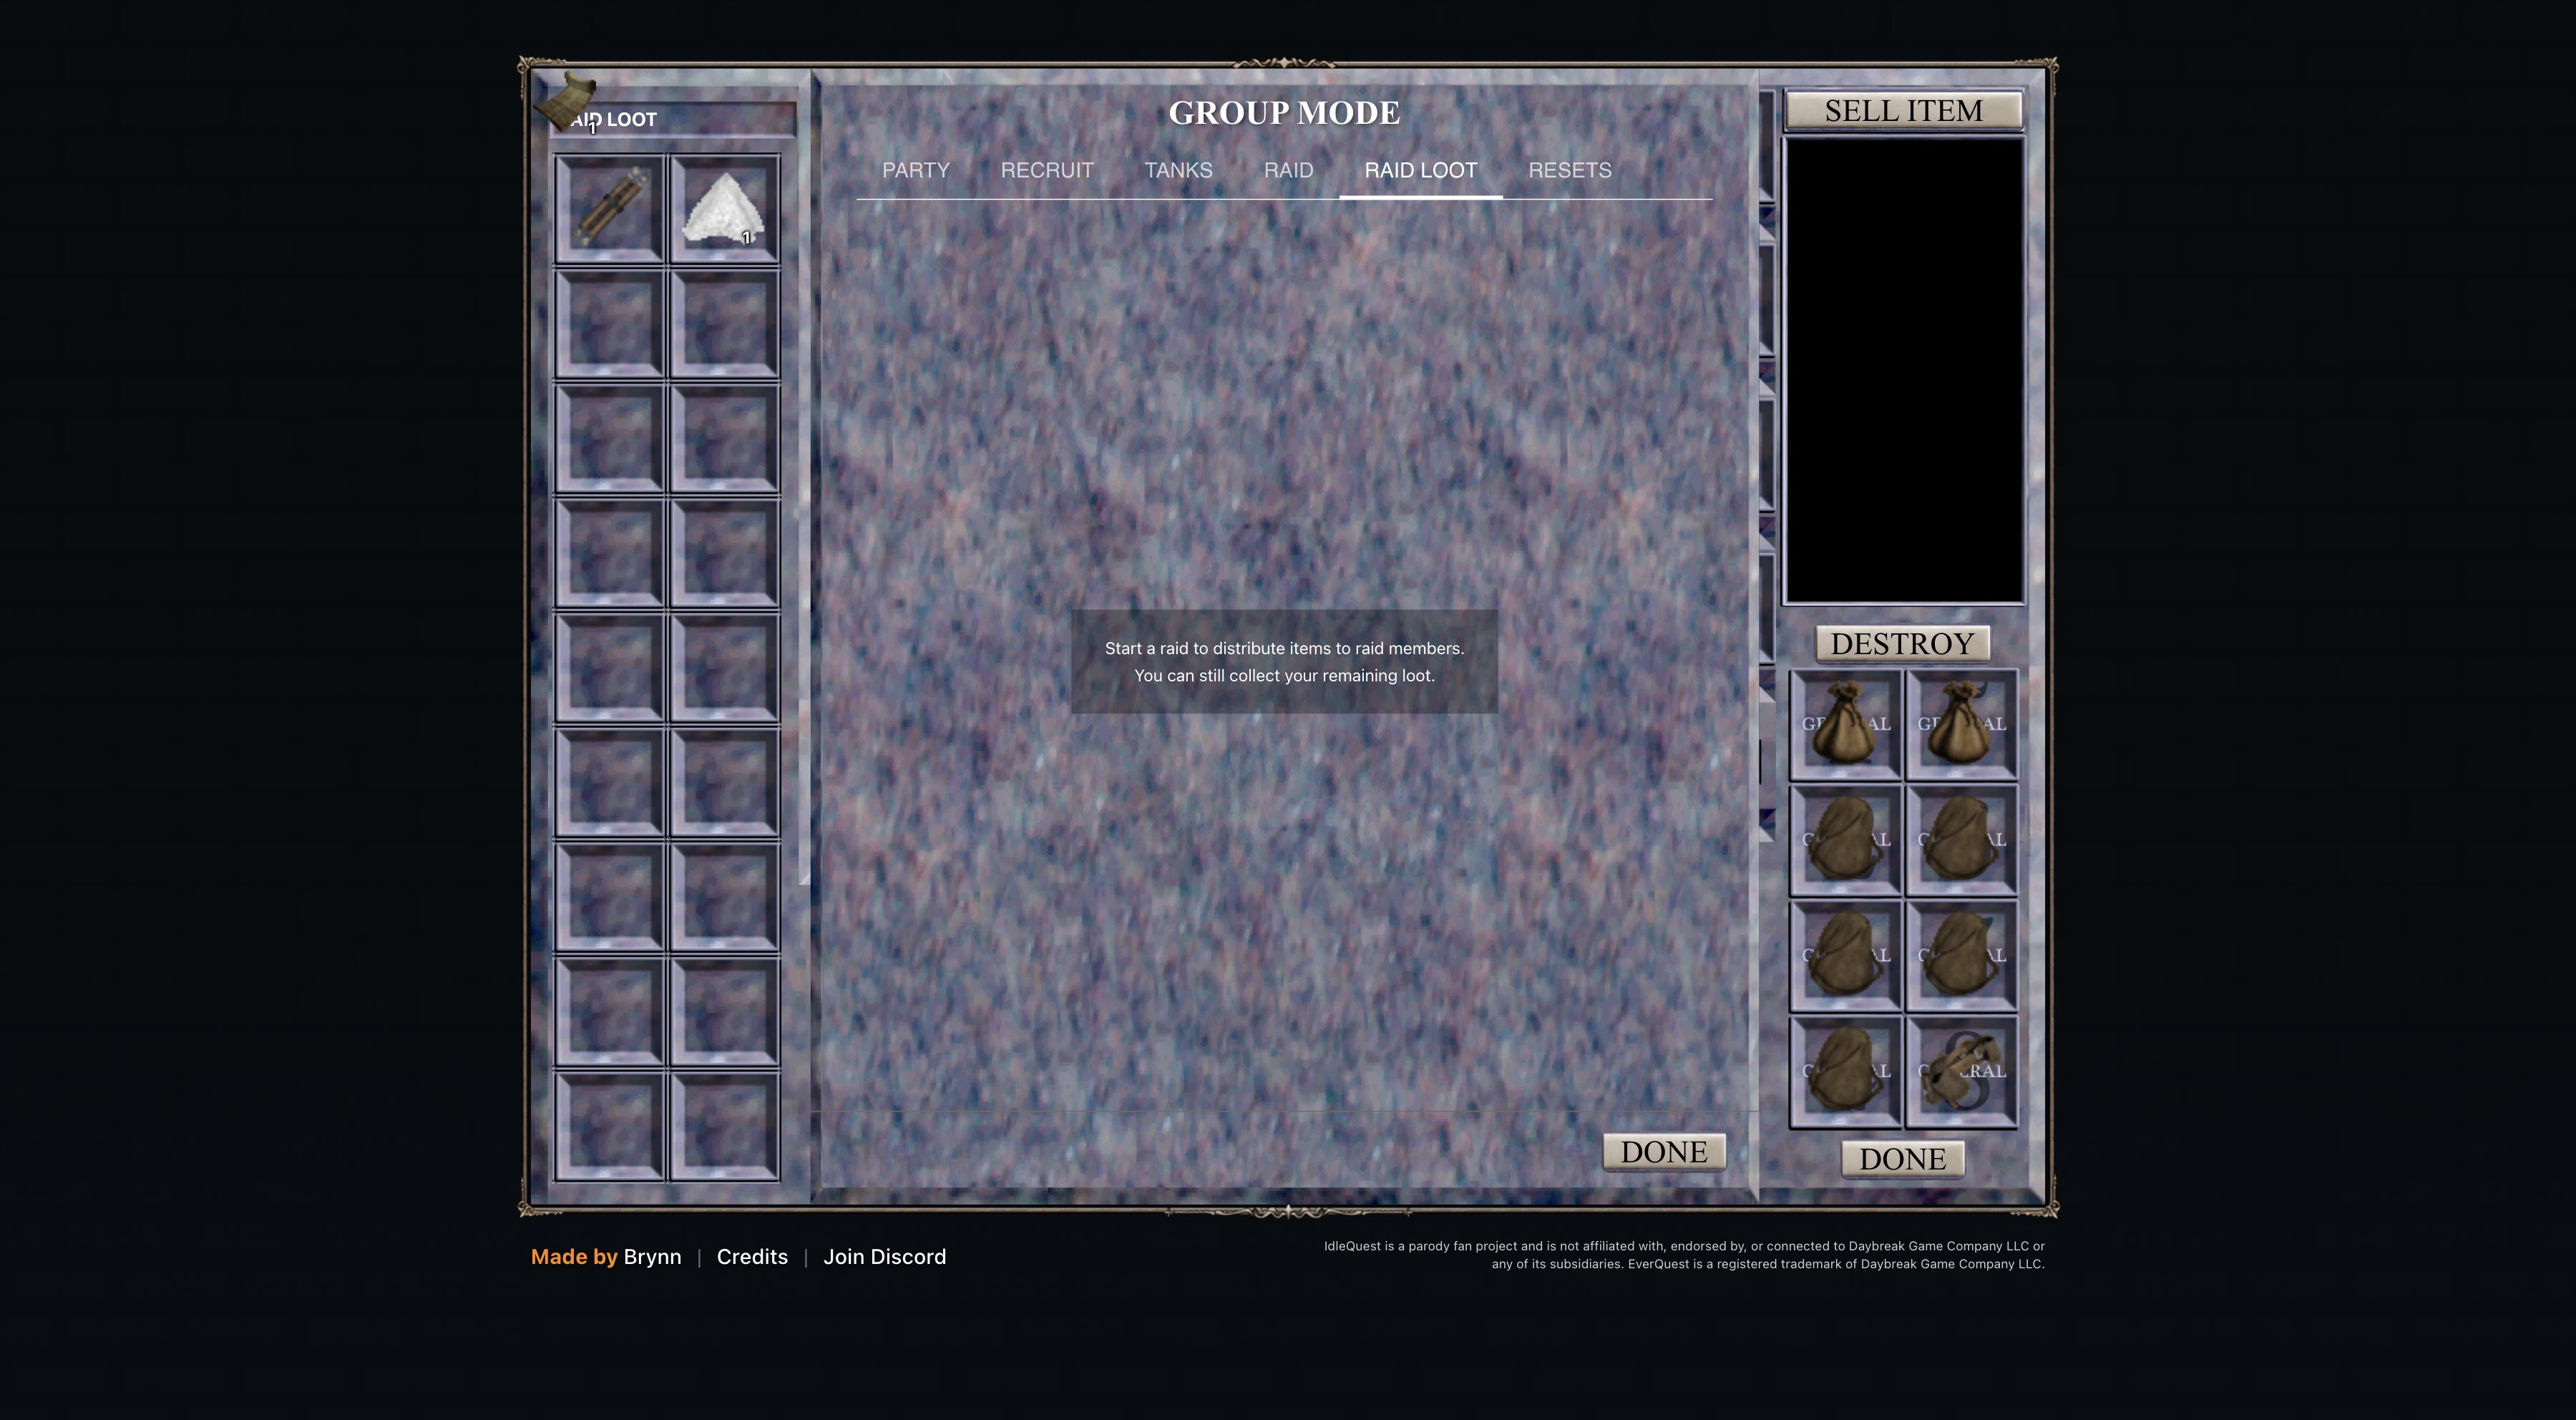 AID LOOT
1
1
GROUP MODE
PARTY
RECRUIT
TANKS
RAID
RAID LOOT
RESETS
Start a raid to distribute items to raid members.
You can still collect your remaining loot.
DONE
SELL ITEM
DESTROY
DONE
Made by Brynn | Credits | Join Discord
IdleQuest is a parody fan project and is not affiliated with, endorsed by, or connected to Daybreak Game Company LLC or
any of its subsidiaries. EverQuest is a registered trademark of Daybreak Game Company LLC.